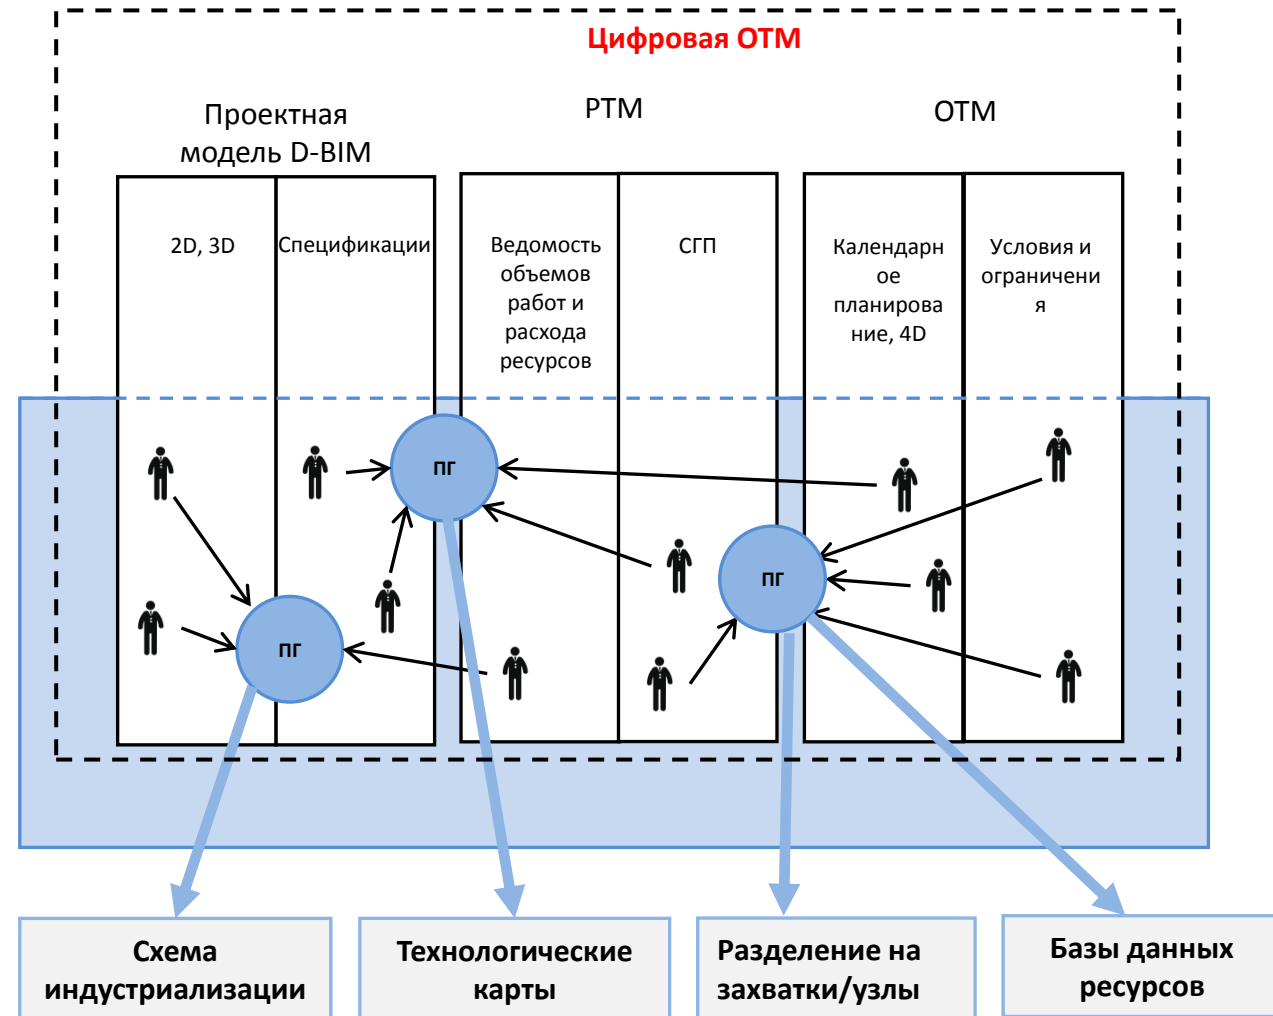 Цифровая ОТМ
Проектная
модель D-BIM
РТМ
ОТМ
2D, 3D
Спецификации
Ведомость
объемов
работ и
расхода
ресурсов
СГП
Календарн
ое
планирова
ние, 4D
Условия и
ограничени
я
ПГ
ПГ
ПГ
Схема
индустриализации
Технологические
карты
Разделение на
захватки/узлы
Базы данных
ресурсов